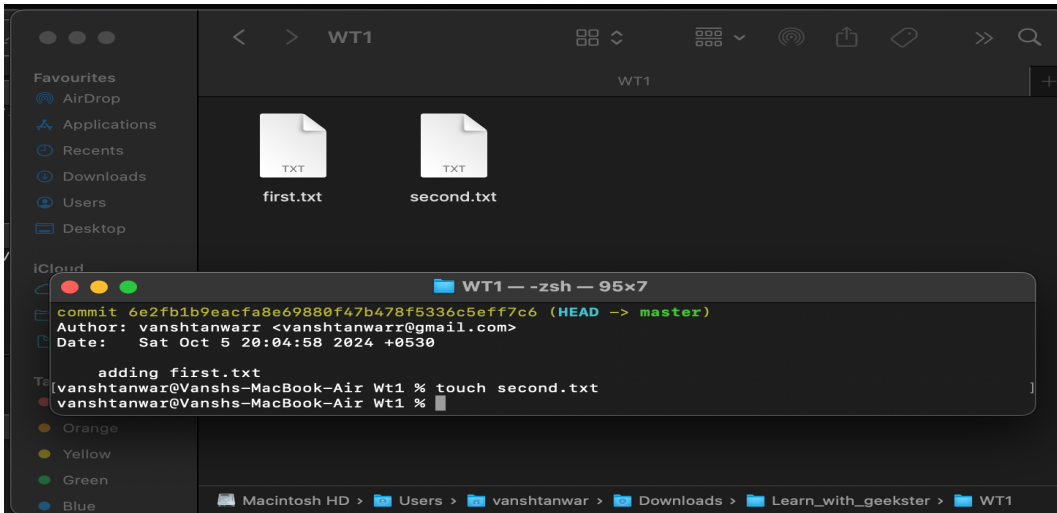 WT1
WT1
Favourites
AirDrop
Applications
Recents
Downloads
Users
Desktop
TXT
TXT
first.txt
second.txt
iCloud
WT1 — -zsh — 95×7
commit 6e2fb1b9eacfa8e69880f47b478f5336c5eff7c6 (HEAD -> master)
Author: vanshtanwarr <vanshtanwarr@gmail.com>
Date:   Sat Oct 5 20:04:58 2024 +0530
adding first.txt
[vanshtanwar@Vanshs-MacBook-Air Wt1 % touch second.txt ]
vanshtanwar@Vanshs-MacBook-Air Wt1 %
Orange
Yellow
Green
Blue
Macintosh HD > Users > vanshtanwar > Downloads > Learn_with_geekster > WT1